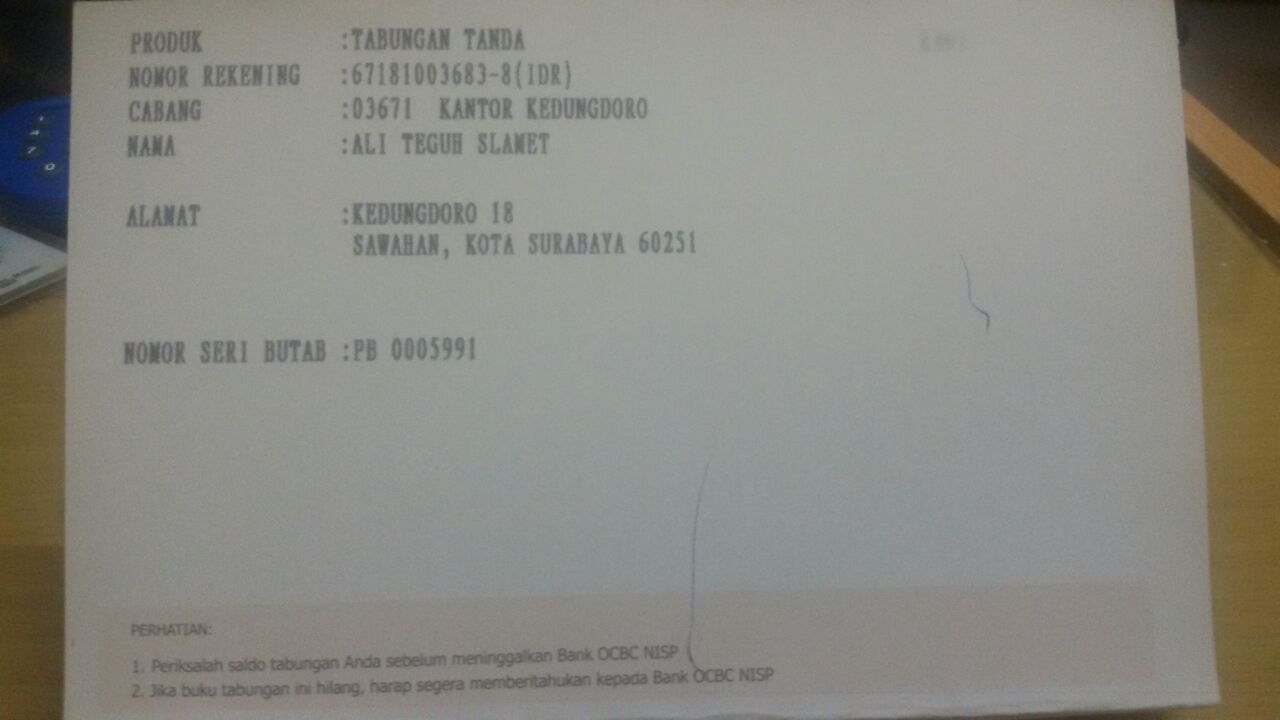 PRODUK :TABUNGAN TANDA
NOMOR REKENING :67181003683-8(IDR)
CABANG :03671 KANTOR KEDUNGDORO
NAMA :ALI TEGUH SLAMET
ALAMAT :KEDUNGDORO 18
SAWAHAN, KOTA SURABAYA 60251
NOMOR SERI BUTAB :PB 0005991
PERHATIAN:
1. Periksalah saldo tabungan Anda sebelum meninggalkan Bank OCBC NISP
2. Jika buku tabungan ini hilang, harap segera memberitahukan kepada Bank OCBC NISP